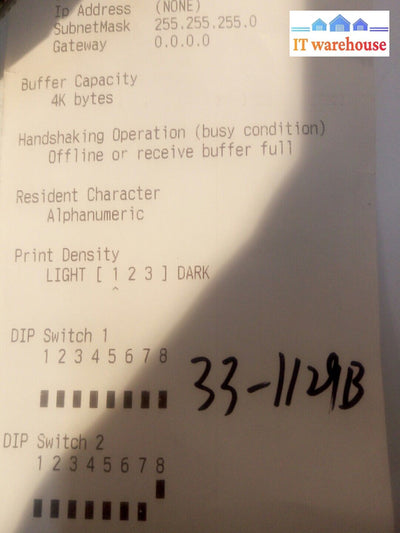 IT warehouse
Ip Address (NONE)
SubnetMask 255.255.255.0
Gateway 0.0.0.0
Buffer Capacity
4K bytes
Handshaking Operation (busy condition)
Offline or receive buffer full
Resident Character
Alphanumeric
Print Density
LIGHT [ 1 2 3 ] DARK
^
DIP Switch 1
1 2 3 4 5 6 7 8
33-1129B
DIP Switch 2
1 2 3 4 5 6 7 8